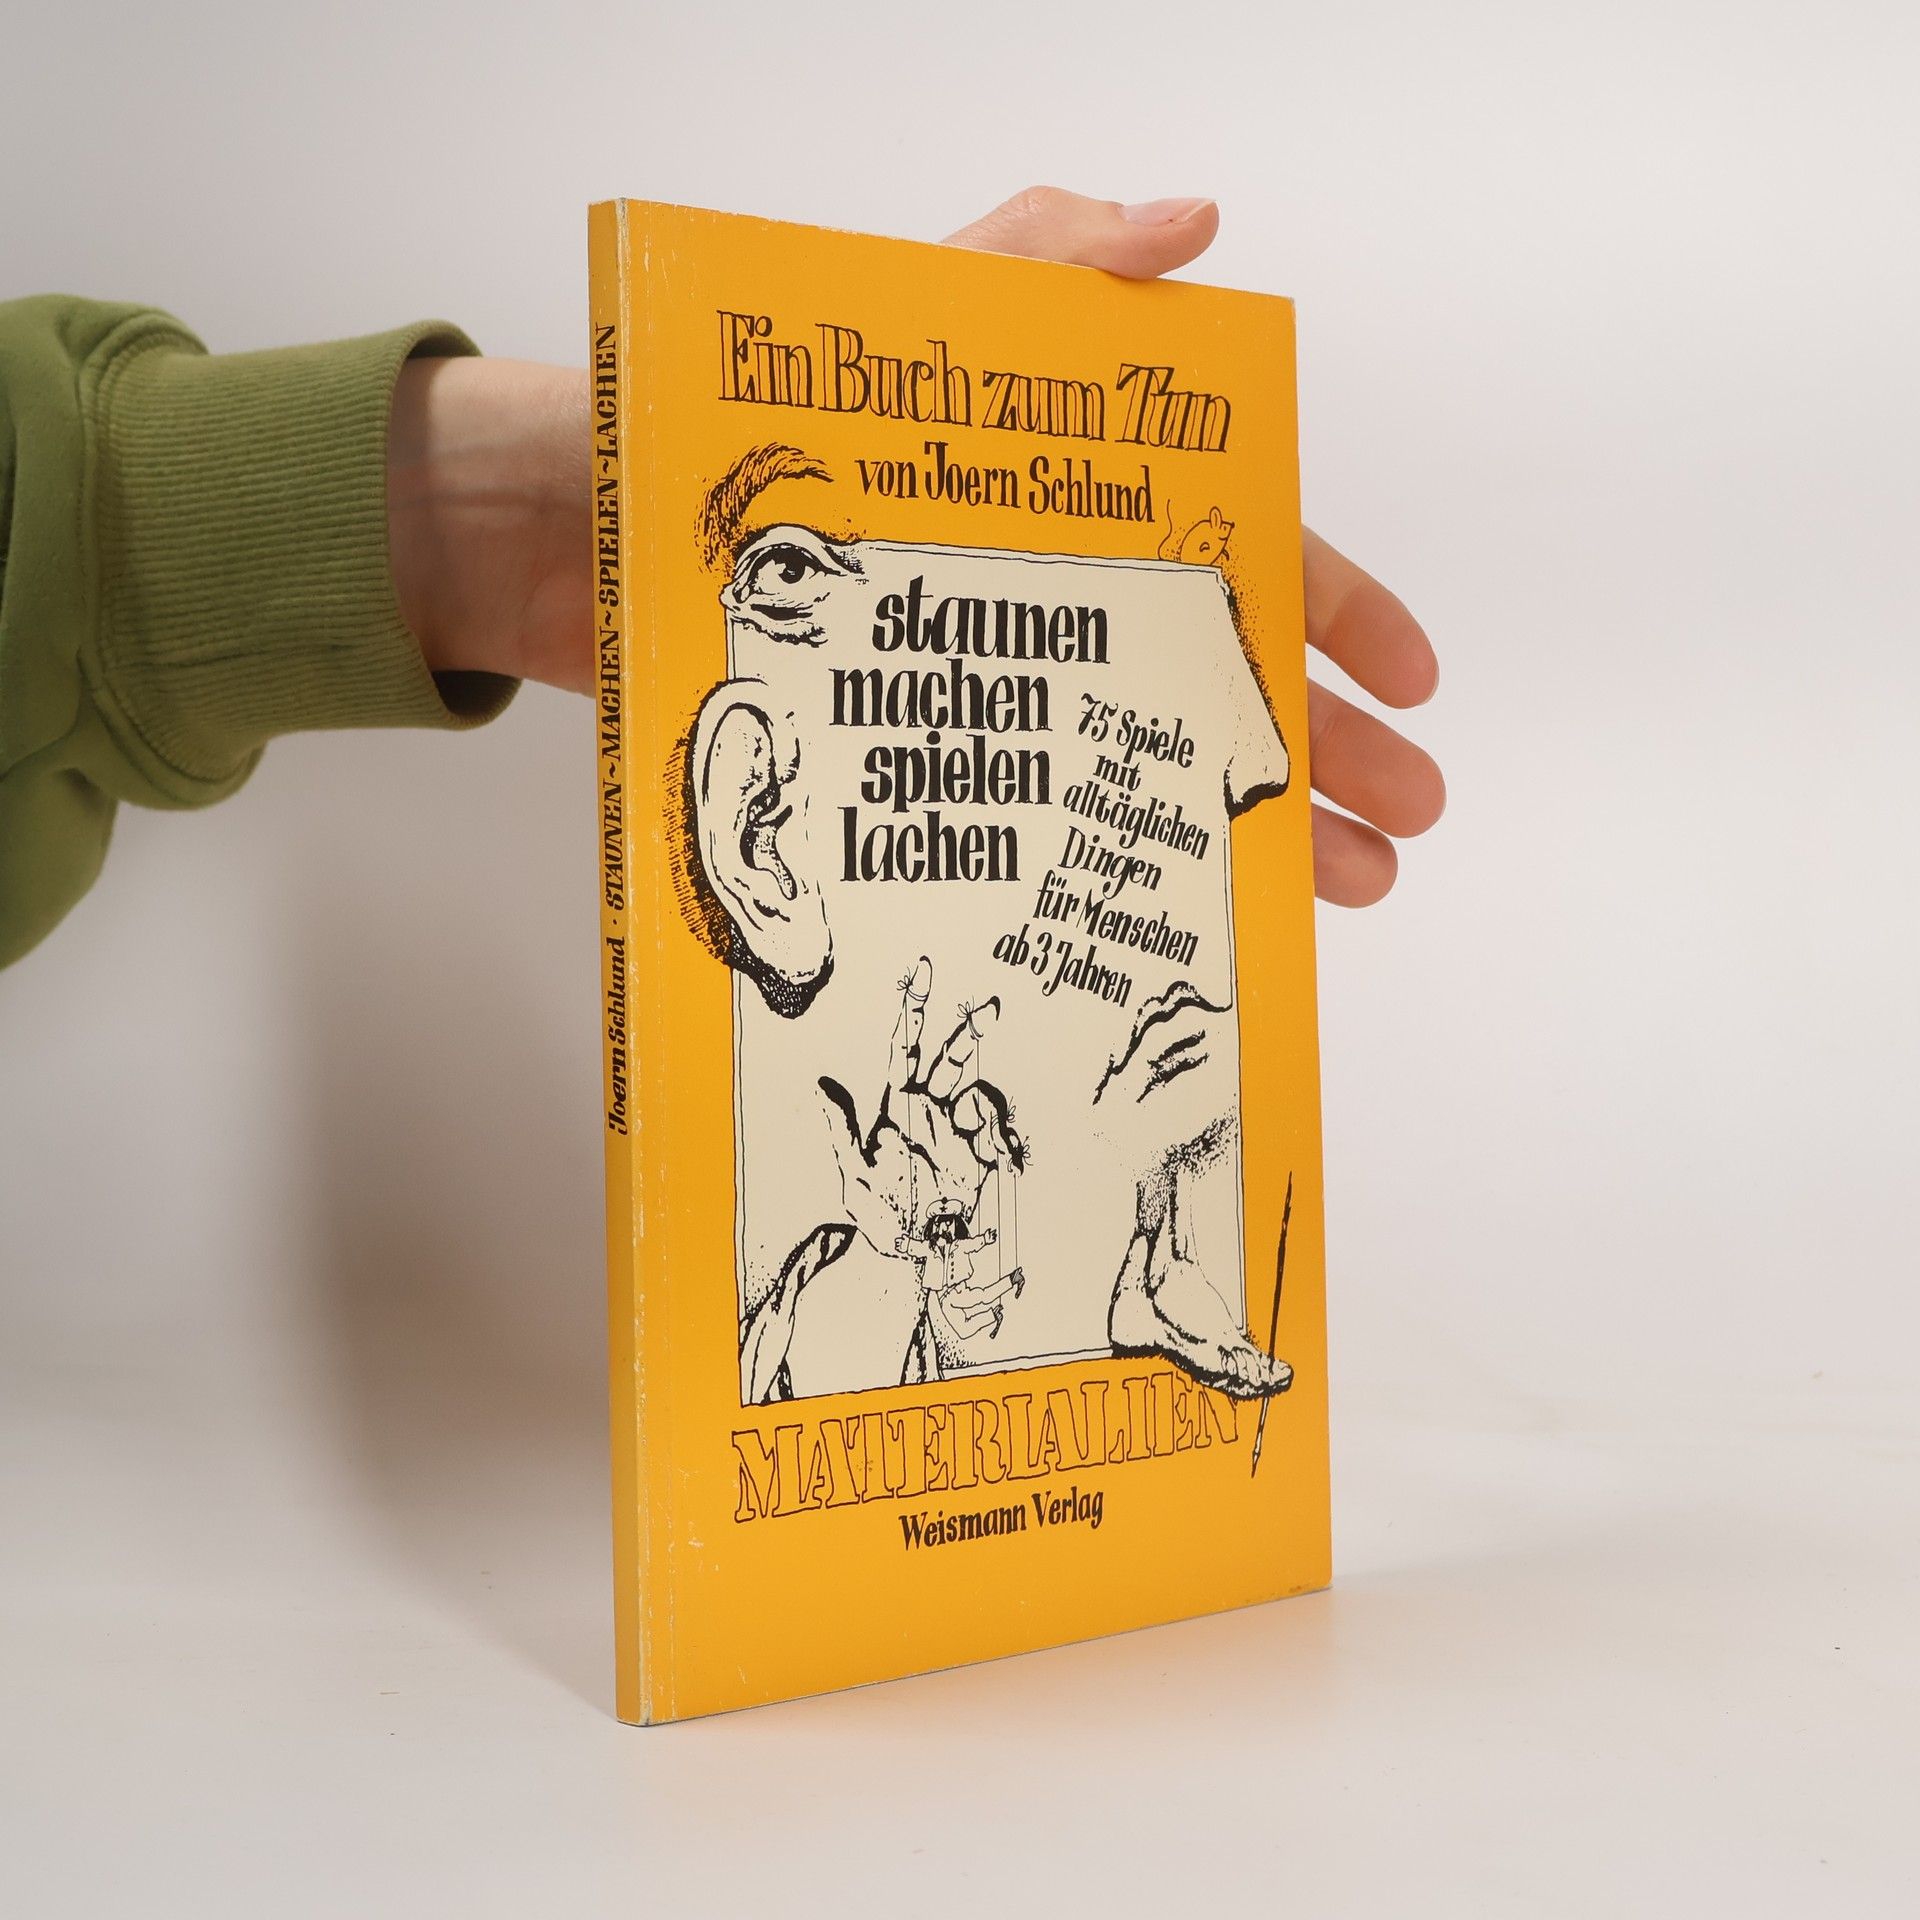 Ein Buch zum Tun
von Joern Schlund
staunen
machen
spielen
lachen
75 Spiele
mit
alltäglichen
Dingen
für Menschen
ab 3 Jahren
MATERIALIEN
Weismann Verlag
Joern Schlund · STAUNEN~MACHEN~SPIELEN~LACHEN